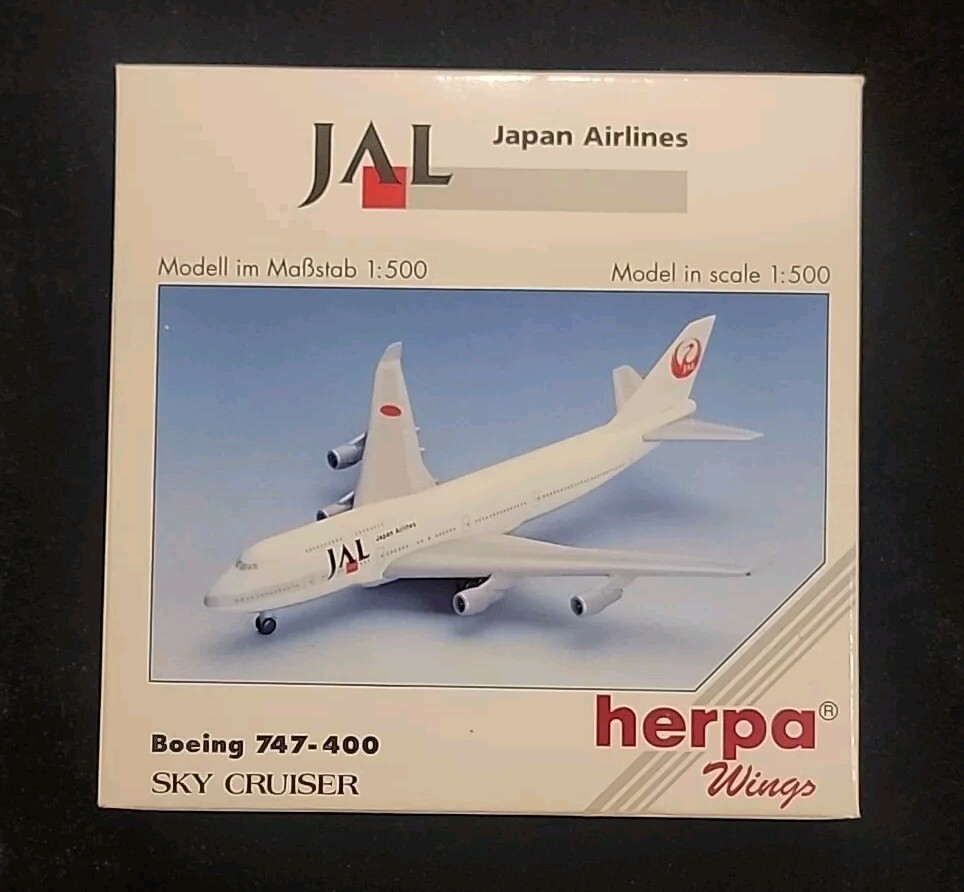 JAL
Japan Airlines
Modell im Maßstab 1:500
Model in scale 1:500
JAL
Japan Airlines
JAL
Boeing 747-400
SKY CRUISER
herpa®
Wings